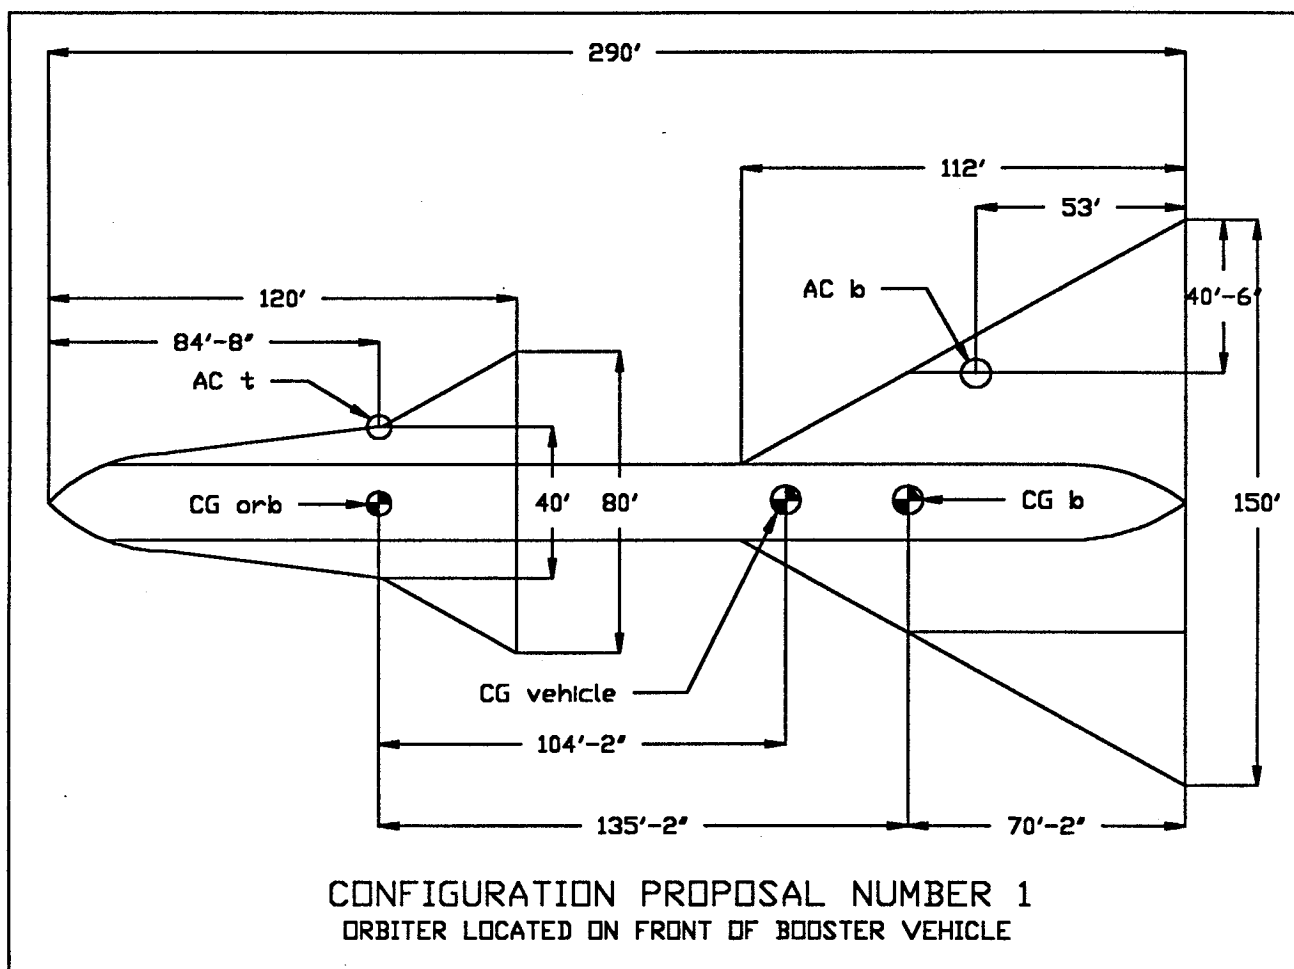 290'
112'
53'
AC b
40'-6"
120'
84'-8"
AC t
CG orb
40'
80'
CG b
150'
CG vehicle
104'-2"
135'-2"
70'-2"
CONFIGURATION PROPOSAL NUMBER 1
ORBITER LOCATED ON FRONT OF BOOSTER VEHICLE